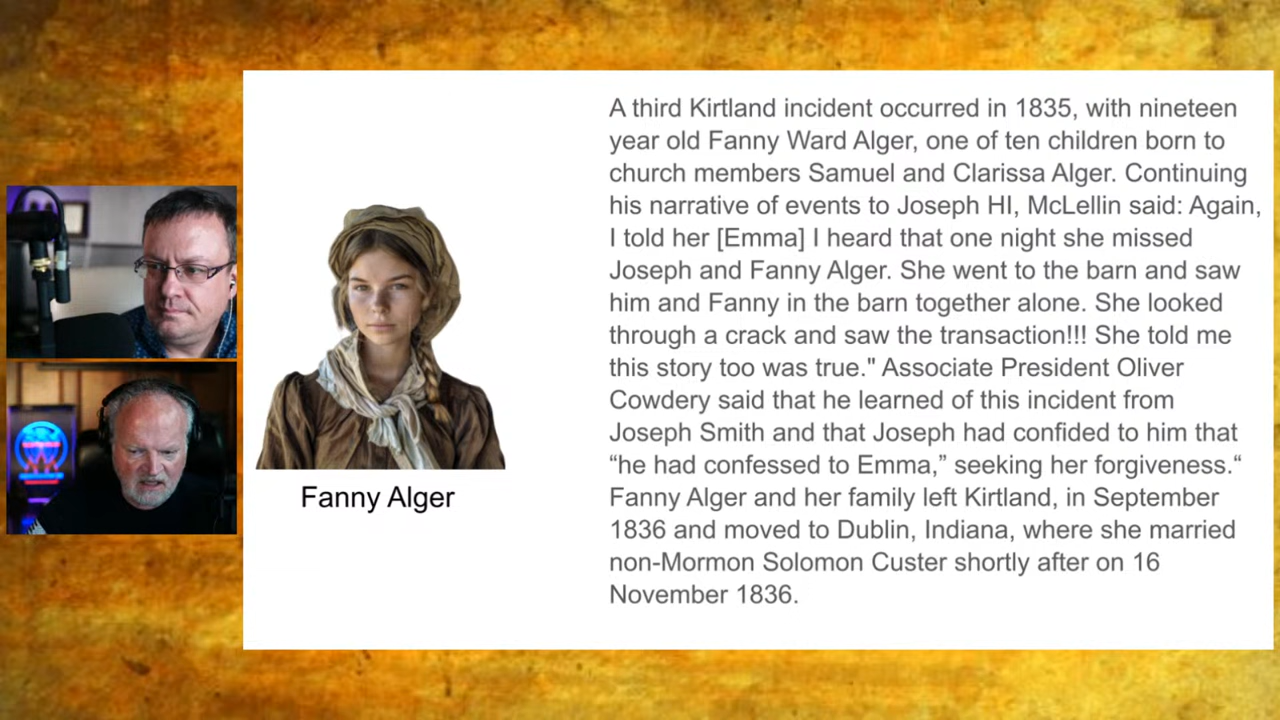 A third Kirtland incident occurred in 1835, with nineteen
year old Fanny Ward Alger, one of ten children born to
church members Samuel and Clarissa Alger. Continuing
his narrative of events to Joseph HI, McLellin said: Again,
I told her [Emma] I heard that one night she missed
Joseph and Fanny Alger. She went to the barn and saw
him and Fanny in the barn together alone. She looked
through a crack and saw the transaction!!! She told me
this story too was true." Associate President Oliver
Cowdery said that he learned of this incident from
Joseph Smith and that Joseph had confided to him that
“he had confessed to Emma,” seeking her forgiveness.“
Fanny Alger and her family left Kirtland, in September
1836 and moved to Dublin, Indiana, where she married
non-Mormon Solomon Custer shortly after on 16
November 1836.
Fanny Alger